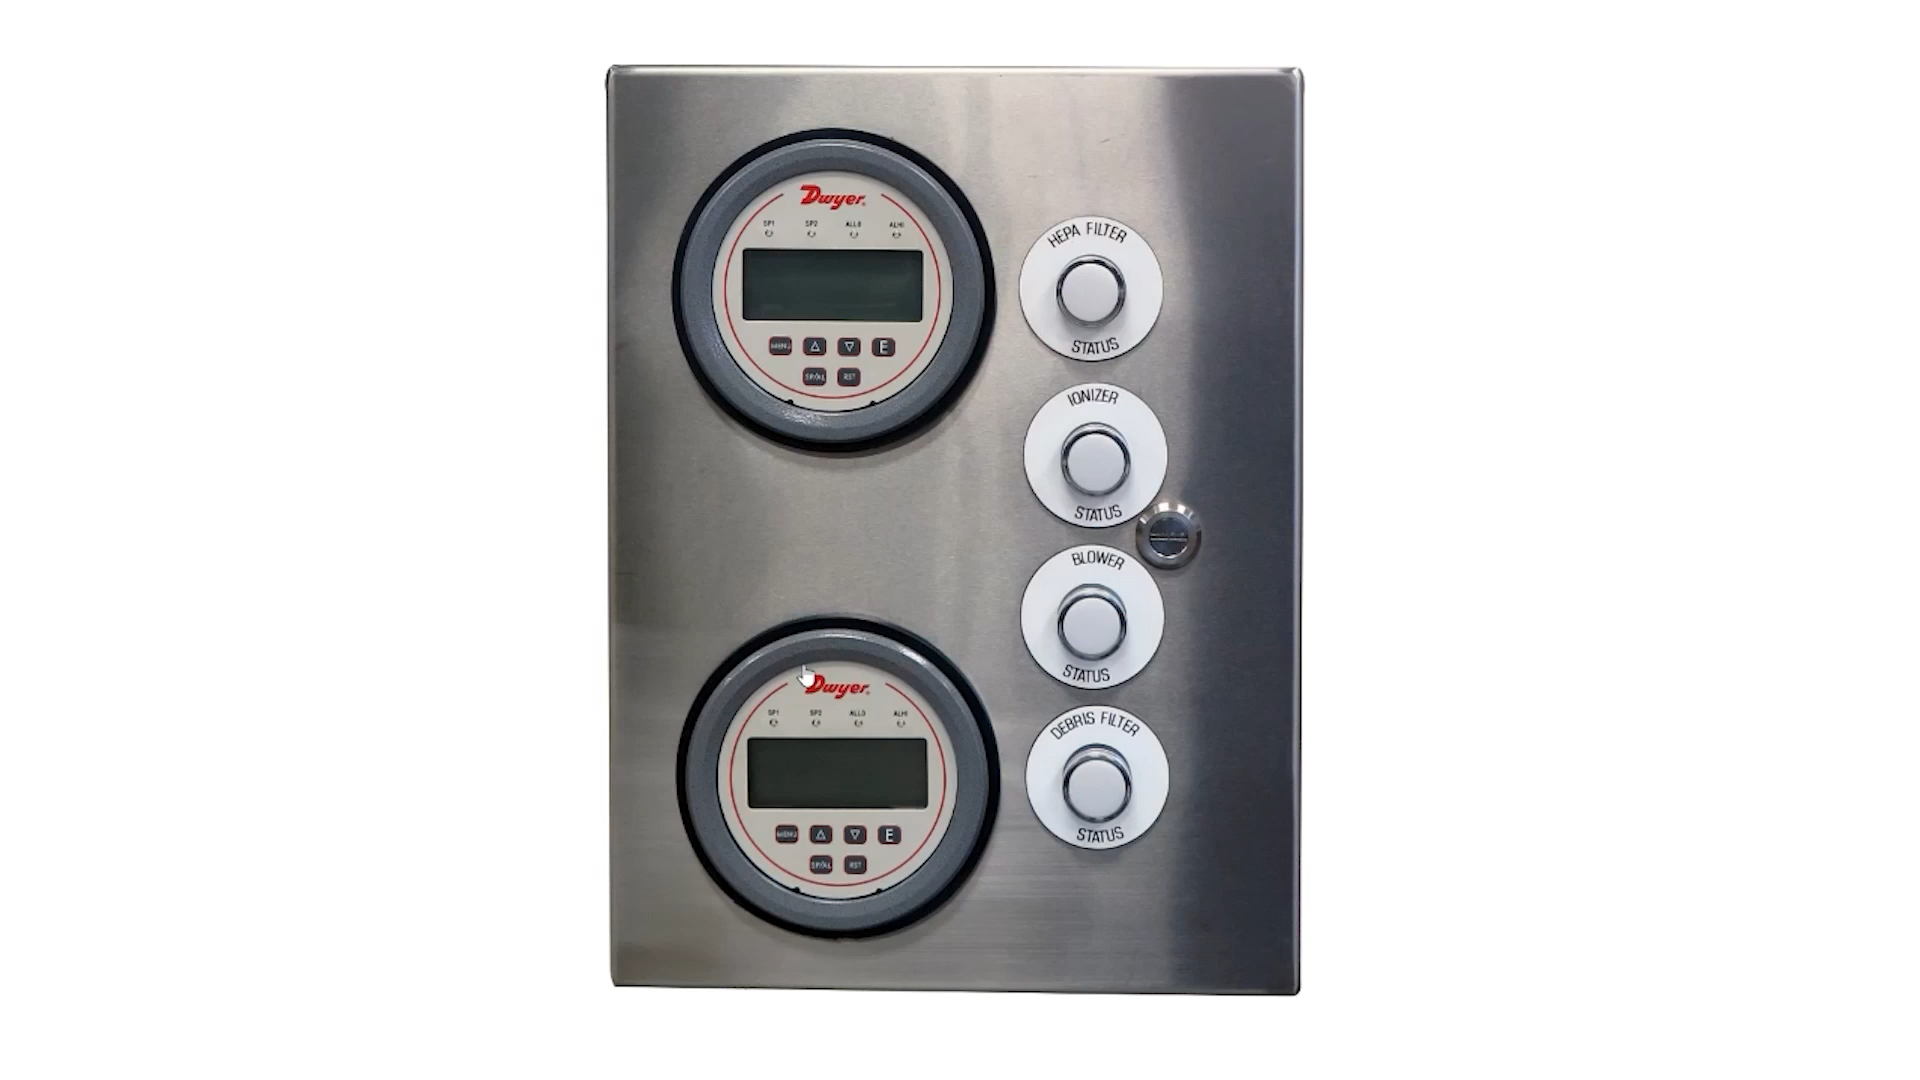 Dwyer
SP1 SP2 ALLO ALHI
MENU △ ▽ E
SP/AL RST
HEPA FILTER
STATUS
IONIZER
STATUS
BLOWER
STATUS
Dwyer
SP1 SP2 ALLO ALHI
MENU △ ▽ E
SP/AL RST
DEBRIS FILTER
STATUS